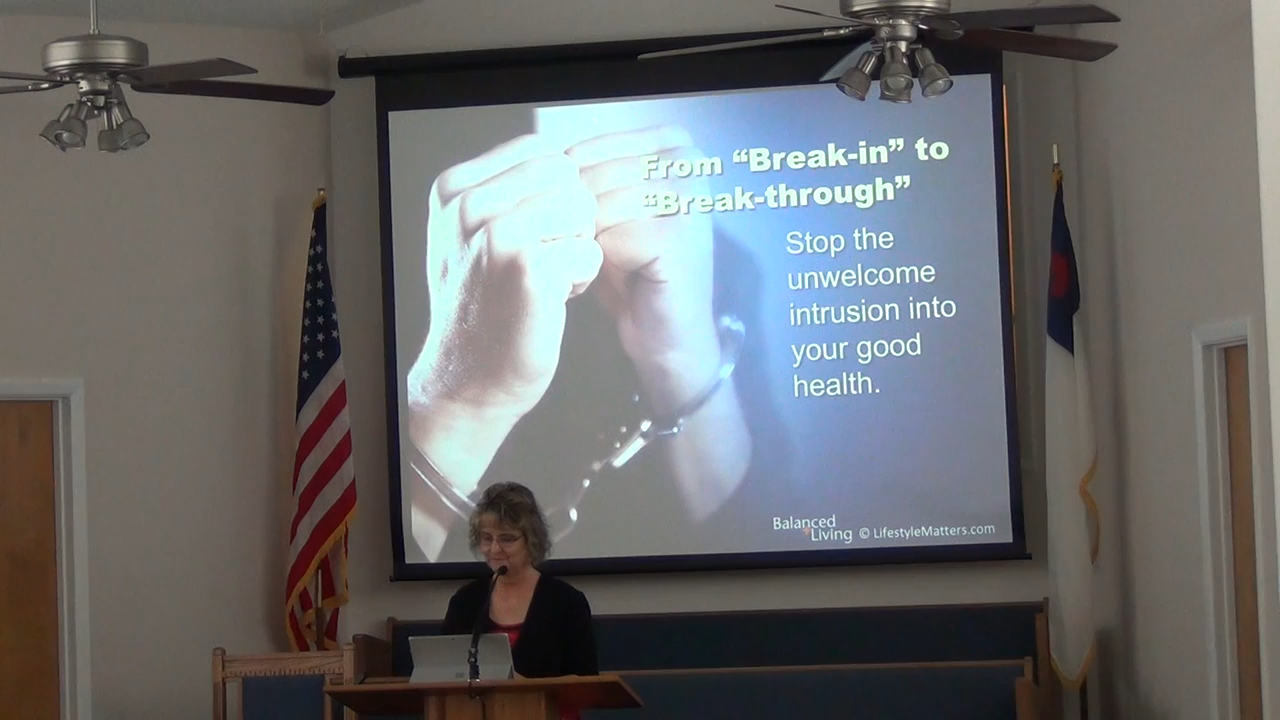 From “Break-in” to
“Break-through”
Stop the
unwelcome
intrusion into
your good
health.
Balanced
Living © LifestyleMatters.com